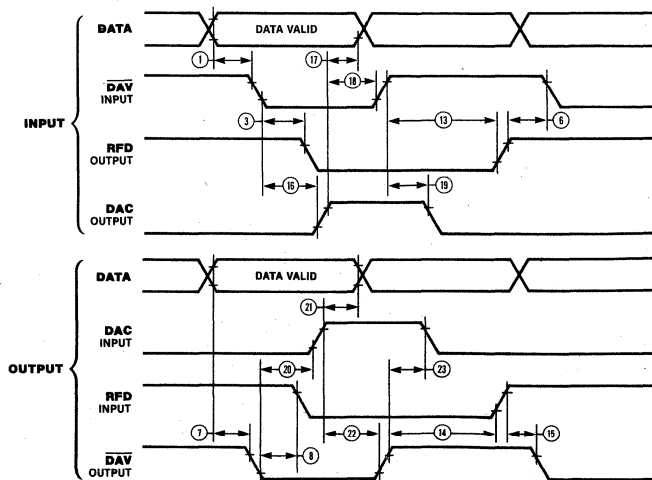 DATA
DATA VALID
1
17
DAV
INPUT
18
INPUT
3
13
6
RFD
OUTPUT
16
19
DAC
OUTPUT
DATA
DATA VALID
21
DAC
INPUT
OUTPUT
20
23
RFD
INPUT
7
8
22
14
15
DAV
OUTPUT